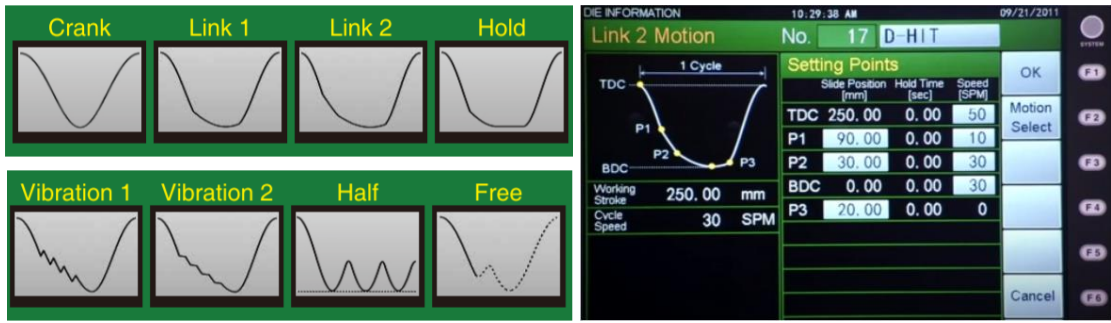 Crank Link 1 Link 2 Hold
Vibration 1 Vibration 2 Half Free
DIE INFORMATION 10:29:38 AM 09/21/2011
Link 2 Motion No. 17 D-HIT
1 Cycle
TDC
P1
P2
P3
BDC
Working Stroke 250.00 mm
Cycle Speed 30 SPM
Setting Points
Slide Position [mm] Hold Time [sec] Speed [SPM]
TDC 250.00 0.00 50
P1 90.00 0.00 10
P2 30.00 0.00 30
BDC 0.00 0.00 30
P3 20.00 0.00 0
OK
Motion Select
Cancel
SYSTEM
F1
F2
F3
F4
F5
F6